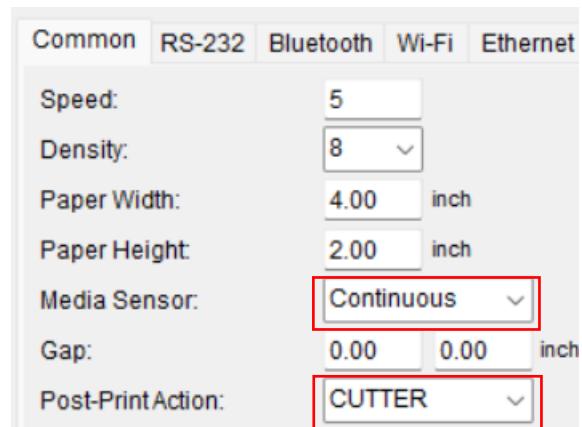 Common RS-232 Bluetooth Wi-Fi Ethernet
Speed: 5
Density: 8
Paper Width: 4.00 inch
Paper Height: 2.00 inch
Media Sensor: Continuous
Gap: 0.00 0.00 inch
Post-Print Action: CUTTER